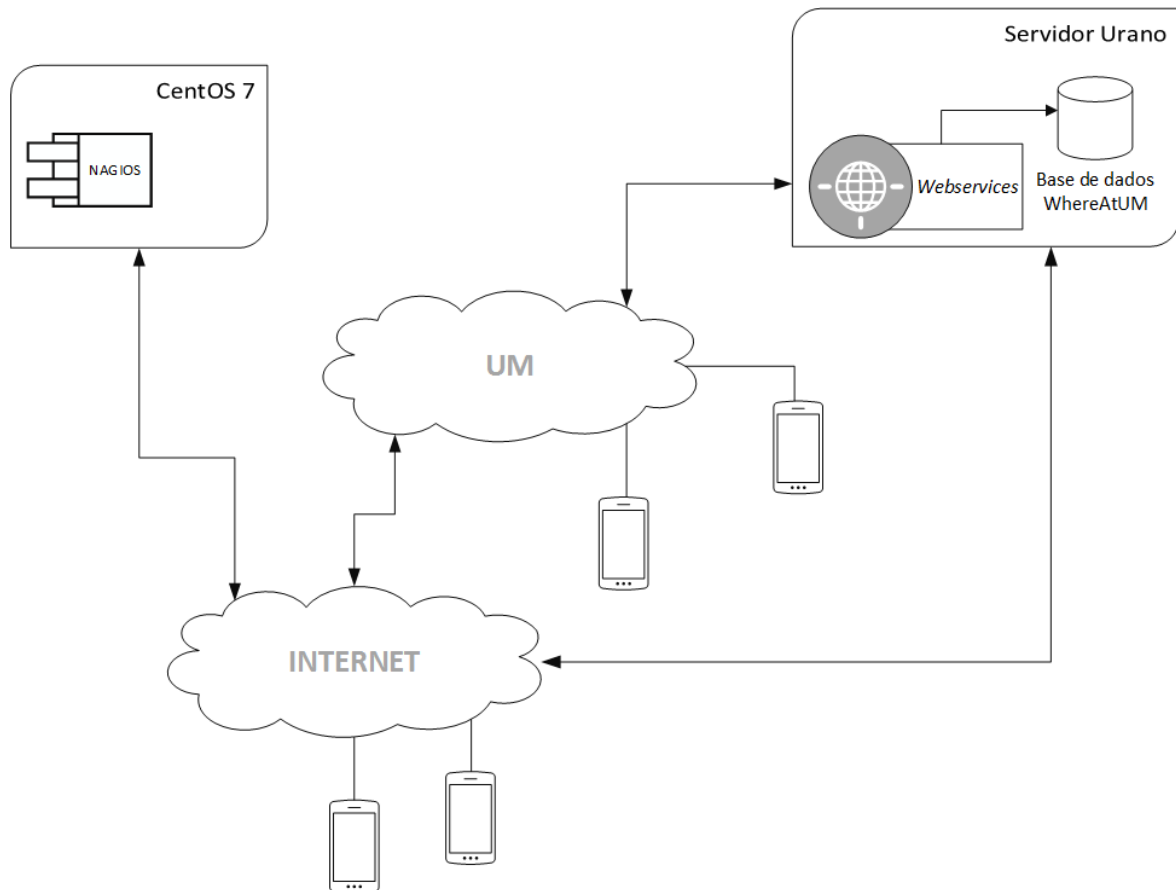 CentOS 7
NAGIOS
Servidor Urano
Webservices
Base de dados
WhereAtUM
UM
INTERNET